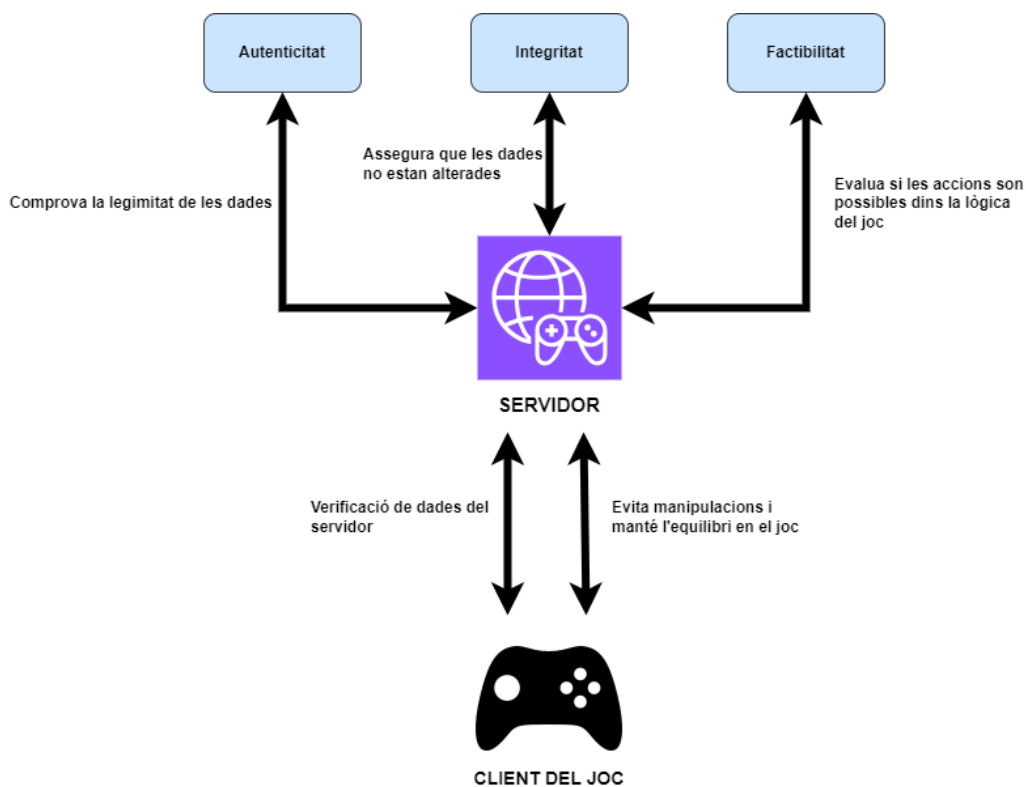 Autenticitat
Integritat
Factibilitat
Assegura que les dades
no estan alterades
Comprova la legimitat de les dades
Evalua si les accions son
possibles dins la lògica
del joc
SERVIDOR
Verificació de dades del
servidor
Evita manipulacions i
manté l'equilibri en el joc
CLIENT DEL JOC